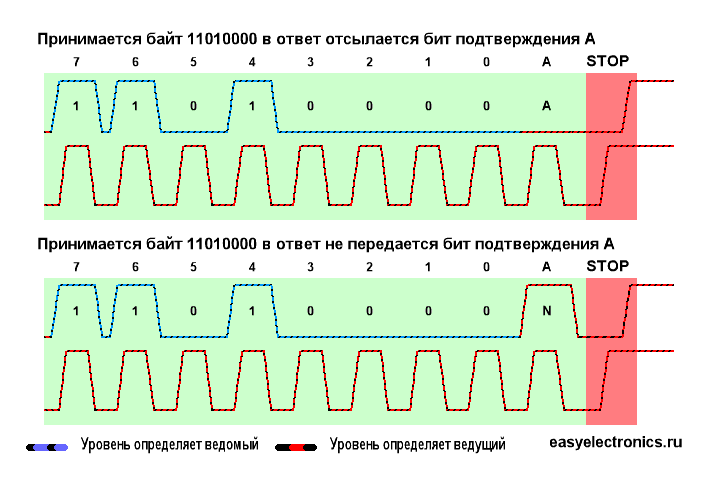 Принимается байт 11010000 в ответ отсылается бит подтверждения А
7 6 5 4 3 2 1 0 A STOP
1 1 0 1 0 0 0 0 A
Принимается байт 11010000 в ответ не передается бит подтверждения А
7 6 5 4 3 2 1 0 A STOP
1 1 0 1 0 0 0 0 N
Уровень определяет ведомый Уровень определяет ведущий easyelectronics.ru